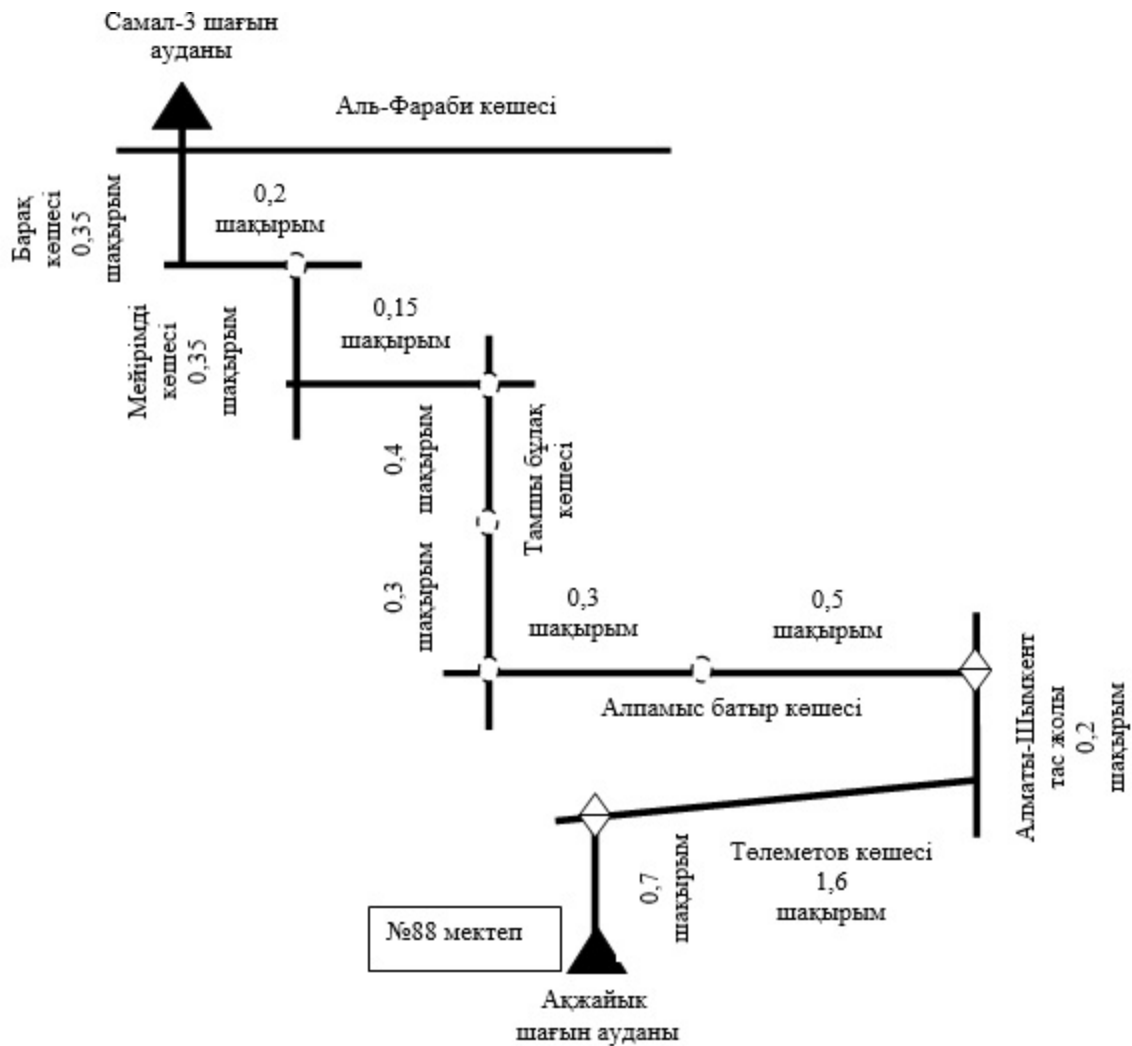 Самал-3 шағын
ауданы
Аль-Фараби көшесі
Барақ
көшесі
0,35
шақырым
0,2
шақырым
Мейірімді
көшесі
0,35
шақырым
0,15
шақырым
0,4
шақырым
Тамшы бұлақ
көшесі
0,3
шақырым
0,3
шақырым
0,5
шақырым
Алпамыс батыр көшесі
Алматы-Шымкент
тас жолы
0,2
шақырым
Төлеметов көшесі
1,6
шақырым
0,7
шақырым
№88 мектеп
Ақжайык
шағын ауданы